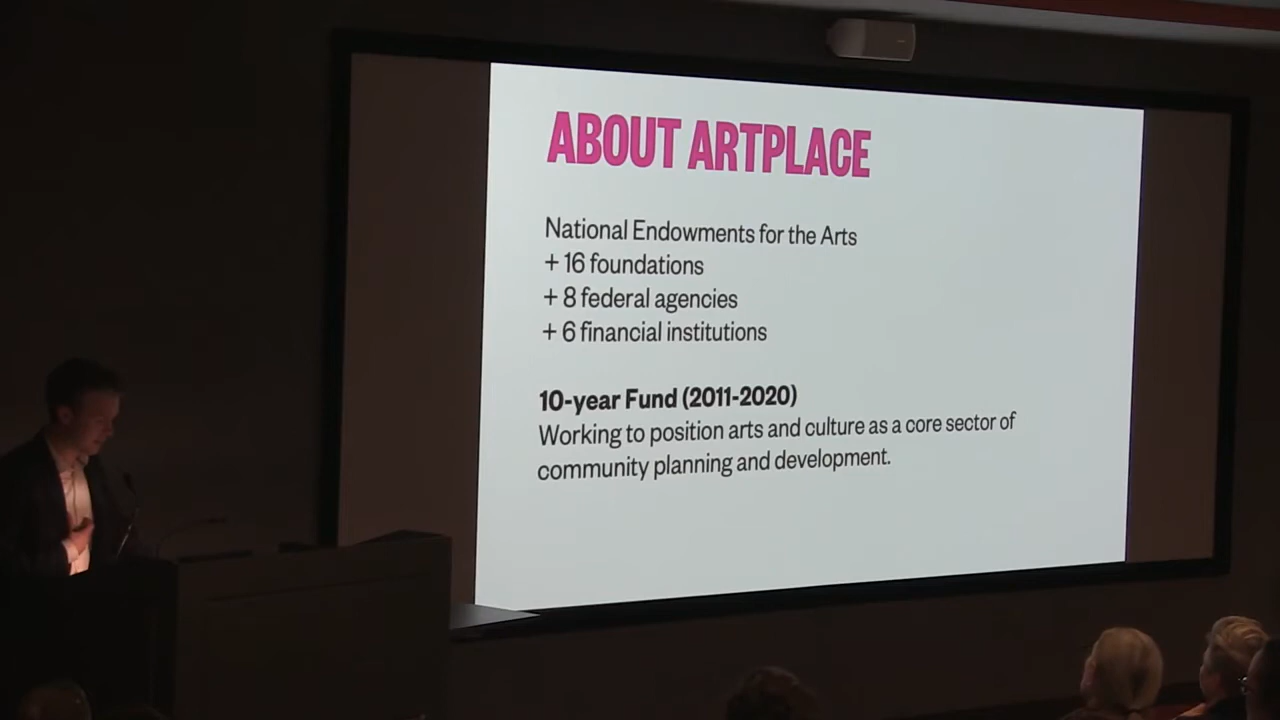 ABOUT ARTPLACE
National Endowments for the Arts
+ 16 foundations
+ 8 federal agencies
+ 6 financial institutions
10-year Fund (2011-2020)
Working to position arts and culture as a core sector of
community planning and development.